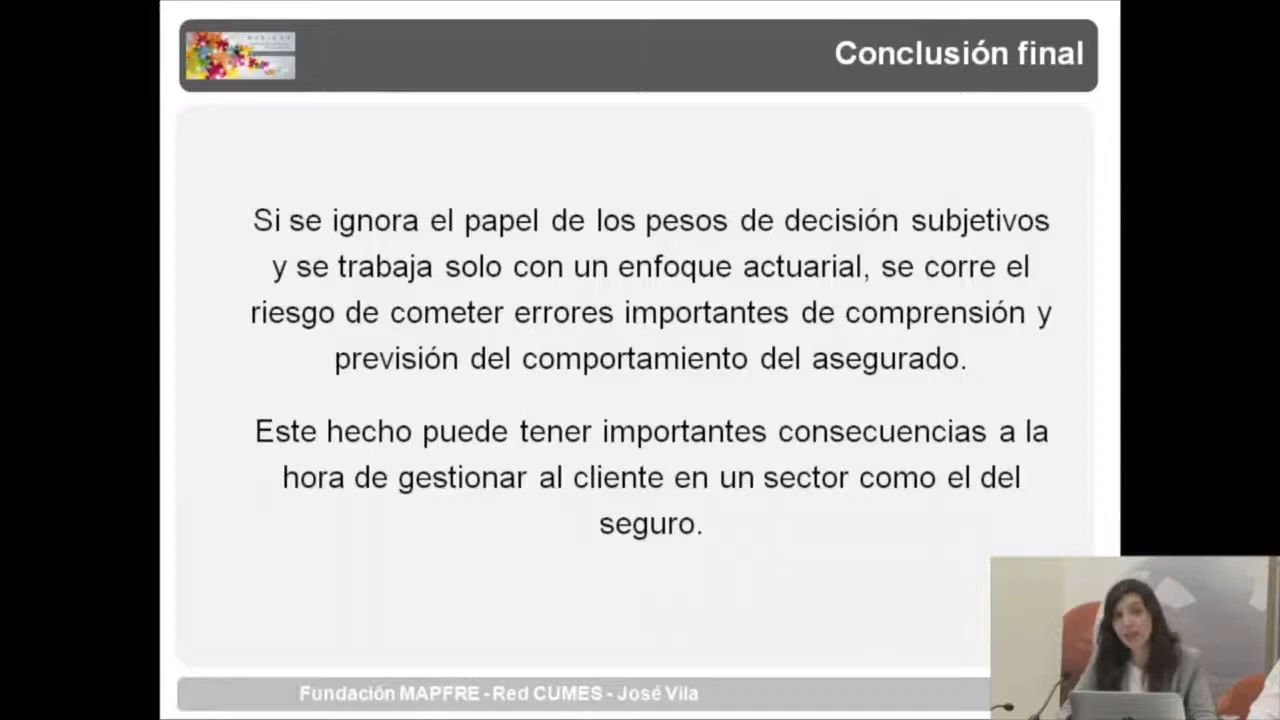 Conclusión final
Si se ignora el papel de los pesos de decisión subjetivos
y se trabaja solo con un enfoque actuarial, se corre el
riesgo de cometer errores importantes de comprensión y
previsión del comportamiento del asegurado.
Este hecho puede tener importantes consecuencias a la
hora de gestionar al cliente en un sector como el del
seguro.
Fundación MAPFRE - Red CUMES - José Vila